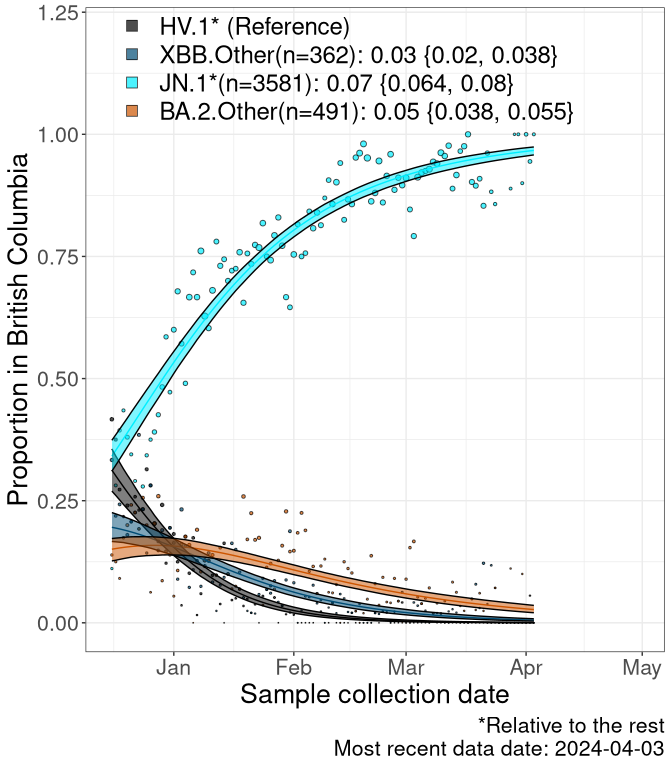 HV.1* (Reference)
XBB.Other(n=362): 0.03 {0.02, 0.038}
JN.1*(n=3581): 0.07 {0.064, 0.08}
BA.2.Other(n=491): 0.05 {0.038, 0.055}
1.25
1.00
0.75
0.50
0.25
0.00
Proportion in British Columbia
Jan Feb Mar Apr May
Sample collection date
*Relative to the rest
Most recent data date: 2024-04-03